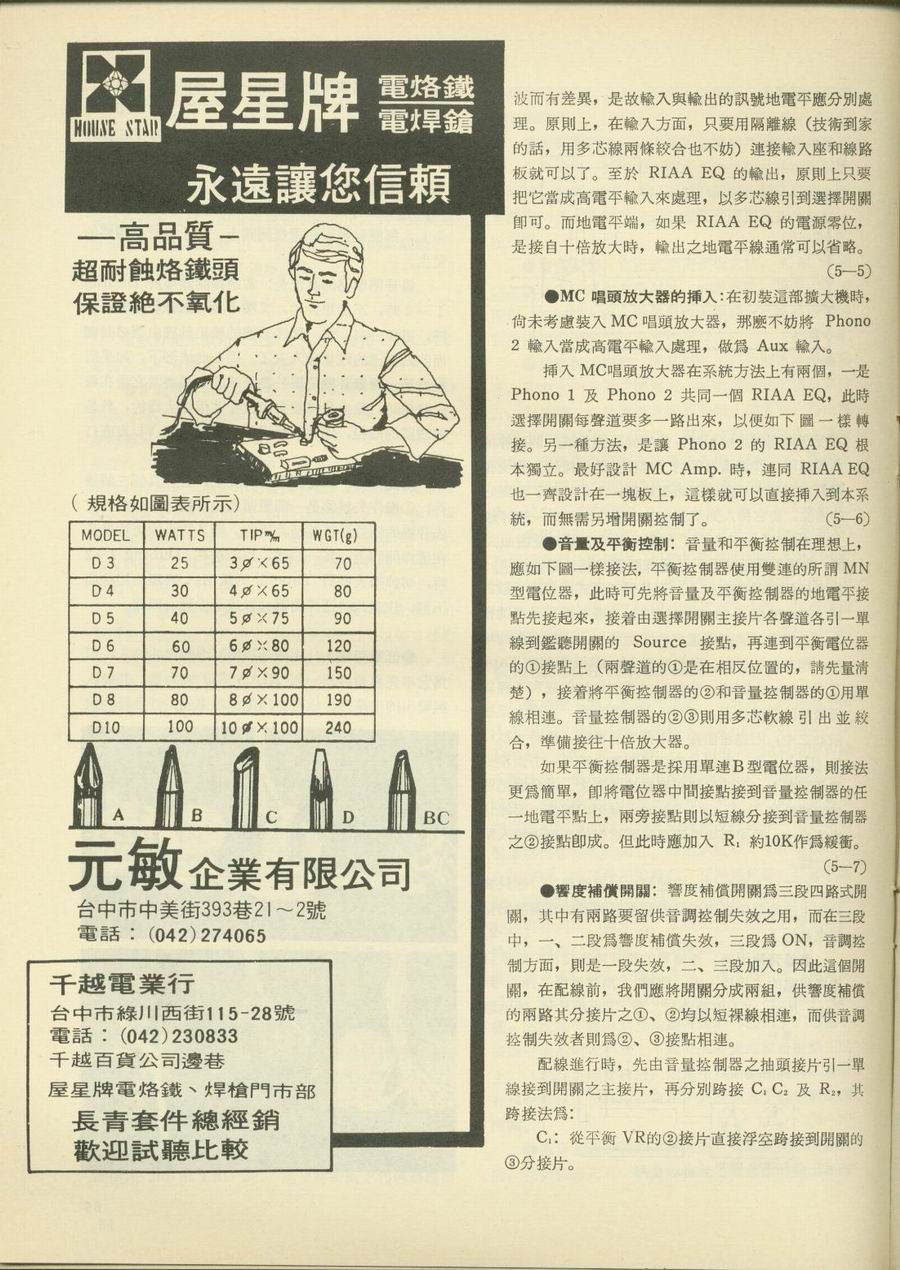 HOUSE STAR
屋星牌
電烙鐵
電焊鎗
永遠讓您信賴
—高品質—
超耐蝕烙鐵頭
保證絕不氧化
(規格如圖表所示)
MODEL WATTS TIP m/m WGT(g)
D3 25 3∅×65 70
D4 30 4∅×65 80
D5 40 5∅×75 90
D6 60 6∅×80 120
D7 70 7∅×90 150
D8 80 8∅×100 190
D10 100 10∅×100 240
A B C D BC
元敏企業有限公司
台中市中美街393巷21～2號
電話：(042)274065
千越電業行
台中市綠川西街115-28號
電話：(042)230833
千越百貨公司邊巷
屋星牌電烙鐵、焊槍門市部
長青套件總經銷
歡迎試聽比較
波而有差異，是故輸入與輸出的訊號地電平應分別處
理。原則上，在輸入方面，只要用隔離線（技術到家
的話，用多芯線兩條絞合也不妨）連接輸入座和線路
板就可以了。至於 RIAA EQ 的輸出，原則上只要
把它當成高電平輸入來處理，以多芯線引到選擇開關
卽可。而地電平端，如果 RIAA EQ 的電源零位，
是接自十倍放大時，輸出之地電平線通常可以省略。
（5—5）
●MC 唱頭放大器的挿入：在初裝這部擴大機時，
尙未考慮裝入 MC 唱頭放大器，那麼不妨將 Phono
2 輸入當成高電平輸入處理，做爲 Aux 輸入。
挿入 MC唱頭放大器在系統方法上有兩個，一是
Phono 1 及 Phono 2 共同一個 RIAA EQ，此時
選擇開關每聲道要多一路出來，以便如下圖一樣轉
接。另一種方法，是讓 Phono 2 的 RIAA EQ 根
本獨立。最好設計 MC Amp. 時，連同 RIAA EQ
也一齊設計在一塊板上，這樣就可以直接挿入到本系
統，而無需另增開關控制了。 （5—6）
●音量及平衡控制：音量和平衡控制在理想上，
應如下圖一樣接法，平衡控制器使用雙連的所謂 MN
型電位器，此時可先將音量及平衡控制器的地電平接
點先接起來，接着由選擇開關主接片各聲道各引一單
線到鑑聽開關的 Source 接點，再連到平衡電位器
的①接點上（兩聲道的①是在相反位置的，請先量淸
楚），接着將平衡控制器的②和音量控制器的①用單
線相連。音量控制器的②③則用多芯軟線引出並絞
合，準備接往十倍放大器。
如果平衡控制器是採用單連B型電位器，則接法
更爲簡單，卽將電位器中間接點接到音量控制器的任
一地電平點上，兩旁接點則以短線分接到音量控制器
之②接點卽成。但此時應加入 R₁ 約10K作爲緩衝。
（5—7）
●響度補償開關：響度補償開關爲三段四路式開
關，其中有兩路要留供音調控制失效之用，而在三段
中，一、二段爲響度補償失效，三段爲 ON，音調控
制方面，則是一段失效，二、三段加入。因此這個開
關，在配線前，我們應將開關分成兩組，供響度補償
的兩路其分接片之①、②均以短裸線相連，而供音調
控制失效者則爲②、③接點相連。
配線進行時，先由音量控制器之抽頭接片引一單
線接到開關之主接片，再分別跨接 C₁ C₂ 及 R₂，其
跨接法爲：
C₁：從平衡 VR的②接片直接浮空跨接到開關的
③分接片。